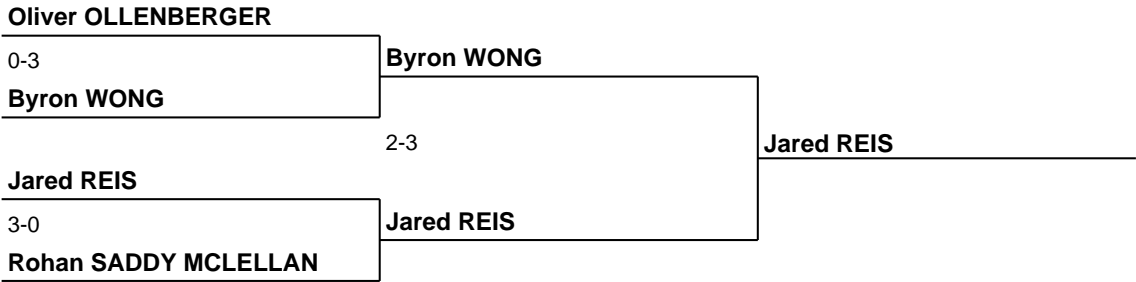 Oliver OLLENBERGER
0-3
Byron WONG
Byron WONG
2-3
Jared REIS
Jared REIS
3-0
Jared REIS
Rohan SADDY MCLELLAN